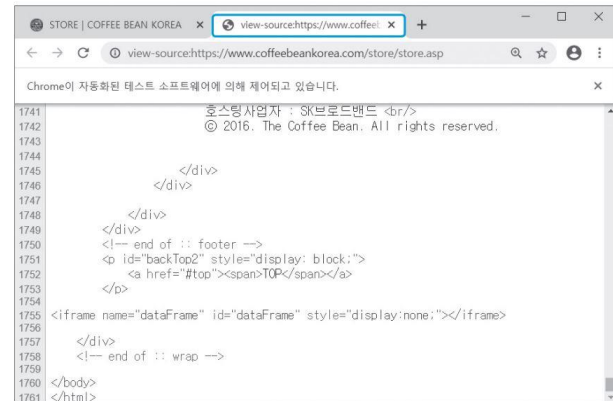 STORE | COFFEE BEAN KOREA
view-source:https://www.coffeeb
view-source:https://www.coffeebeankorea.com/store/store.asp
Chrome이 자동화된 테스트 소프트웨어에 의해 제어되고 있습니다.
1741 호스팅사업자 : SK브로드밴드 <br/>
1742 ⓒ 2016. The Coffee Bean. All rights reserved.
1743
1744
1745 </div>
1746 </div>
1747
1748 </div>
1749 </div>
1750 <!-- end of :: footer -->
1751 <p id="backTop2" style="display: block;">
1752 <a href="#top"><span>TOP</span></a>
1753 </p>
1754
1755 <iframe name="dataFrame" id="dataFrame" style="display:none;"></iframe>
1756
1757 </div>
1758 <!-- end of :: wrap -->
1759
1760 </body>
1761 </html>